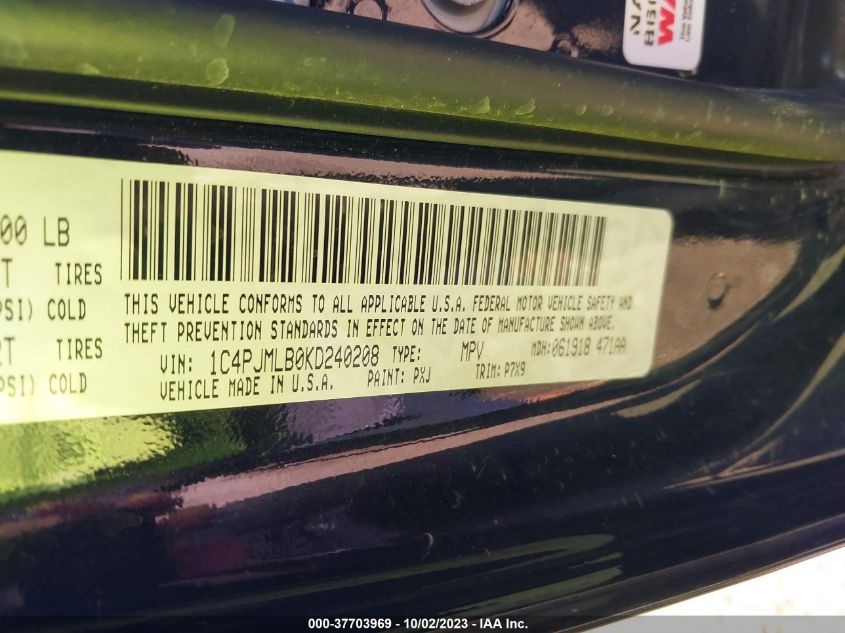 00 LB
T TIRES
PSI) COLD
2T TIRES
PSI) COLD
THIS VEHICLE CONFORMS TO ALL APPLICABLE U.S.A. FEDERAL MOTOR VEHICLE SAFETY AND
THEFT PREVENTION STANDARDS IN EFFECT ON THE DATE OF MANUFACTURE SHOWN ABOVE.
VIN: 1C4PJMLB0KD240208 TYPE: MPV MDH: 061918 471AA
VEHICLE MADE IN U.S.A. PAINT: PXJ TRIM: P7X9
000-37703969 - 10/02/2023 - IAA Inc.